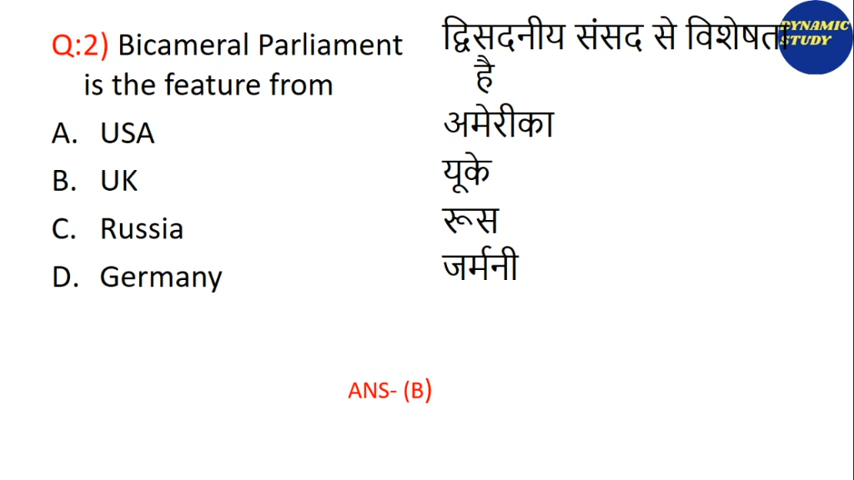 Q:2) Bicameral Parliament
is the feature from
A. USA
B. UK
C. Russia
D. Germany
द्विसदनीय संसद से विशेषता
है
अमेरीका
यूके
रूस
जर्मनी
DYNAMIC
STUDY
ANS- (B)